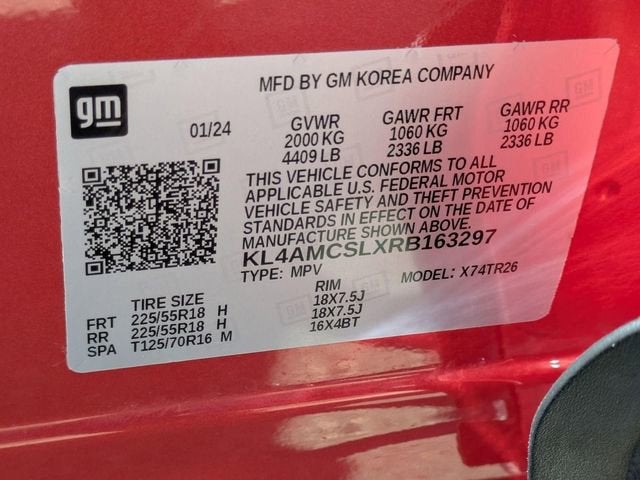 gm
MFD BY GM KOREA COMPANY
01/24 GVWR GAWR FRT GAWR RR
2000 KG 1060 KG 1060 KG
4409 LB 2336 LB 2336 LB
THIS VEHICLE CONFORMS TO ALL
APPLICABLE U.S. FEDERAL MOTOR
VEHICLE SAFETY AND THEFT PREVENTION
STANDARDS IN EFFECT ON THE DATE OF
MANUFACTURE SHOWN ABOVE.
KL4AMCSLXRB163297
TYPE: MPV MODEL: X74TR26
TIRE SIZE RIM
FRT 225/55R18 H 18X7.5J
RR 225/55R18 H 18X7.5J
SPA T125/70R16 M 16X4BT